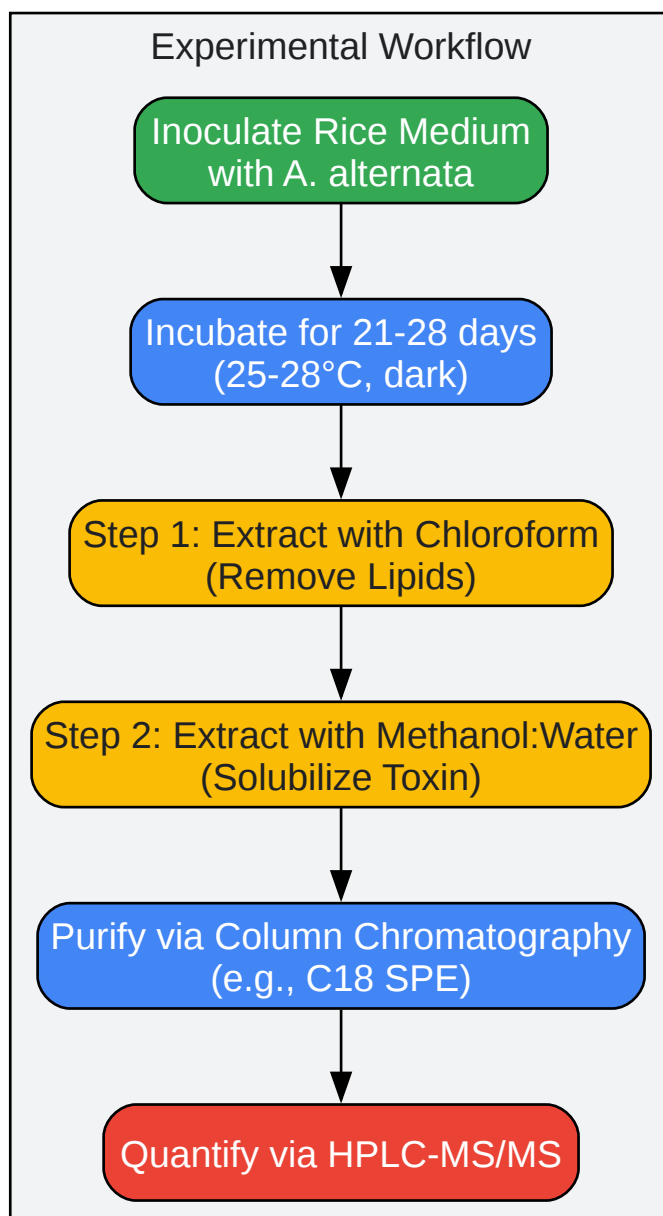 Experimental Workflow
Inoculate Rice Medium
with A. alternata
Incubate for 21-28 days
(25-28°C, dark)
Step 1: Extract with Chloroform
(Remove Lipids)
Step 2: Extract with Methanol:Water
(Solubilize Toxin)
Purify via Column Chromatography
(e.g., C18 SPE)
Quantify via HPLC-MS/MS